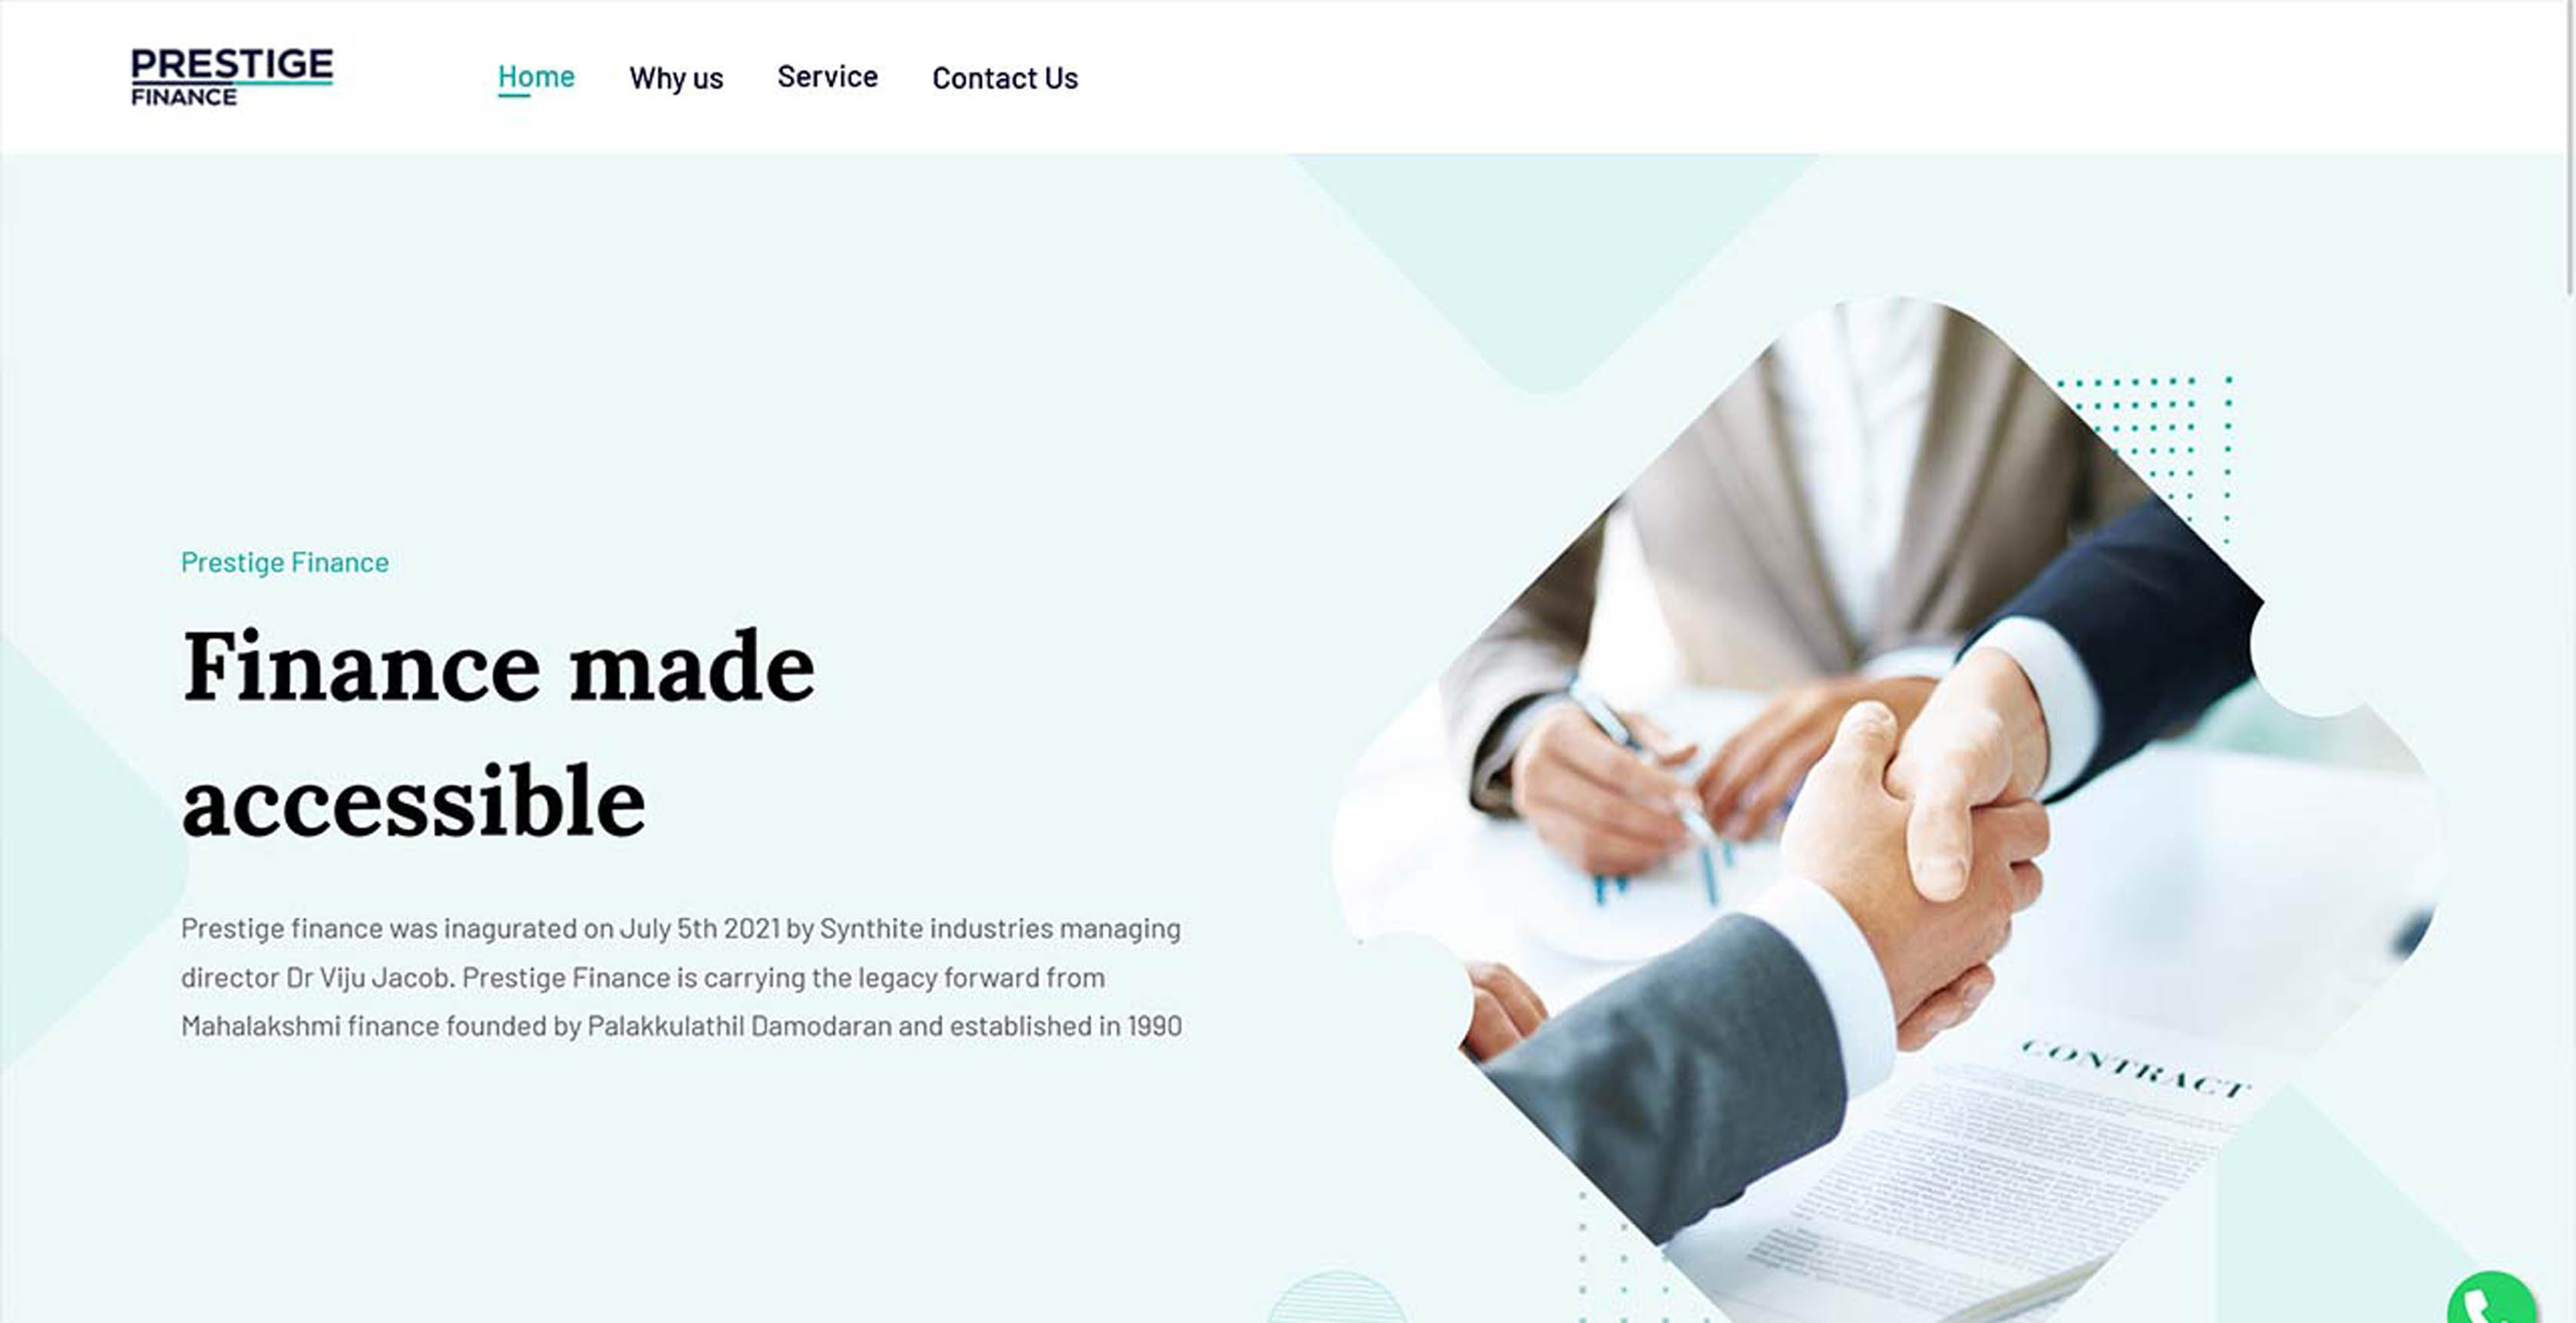 PRESTIGE
FINANCE
Home Why us Service Contact Us
Prestige Finance
Finance made
accessible
Prestige finance was inagurated on July 5th 2021 by Synthite industries managing
director Dr Viju Jacob. Prestige Finance is carrying the legacy forward from
Mahalakshmi finance founded by Palakkulathil Damodaran and established in 1990
CONTRACT